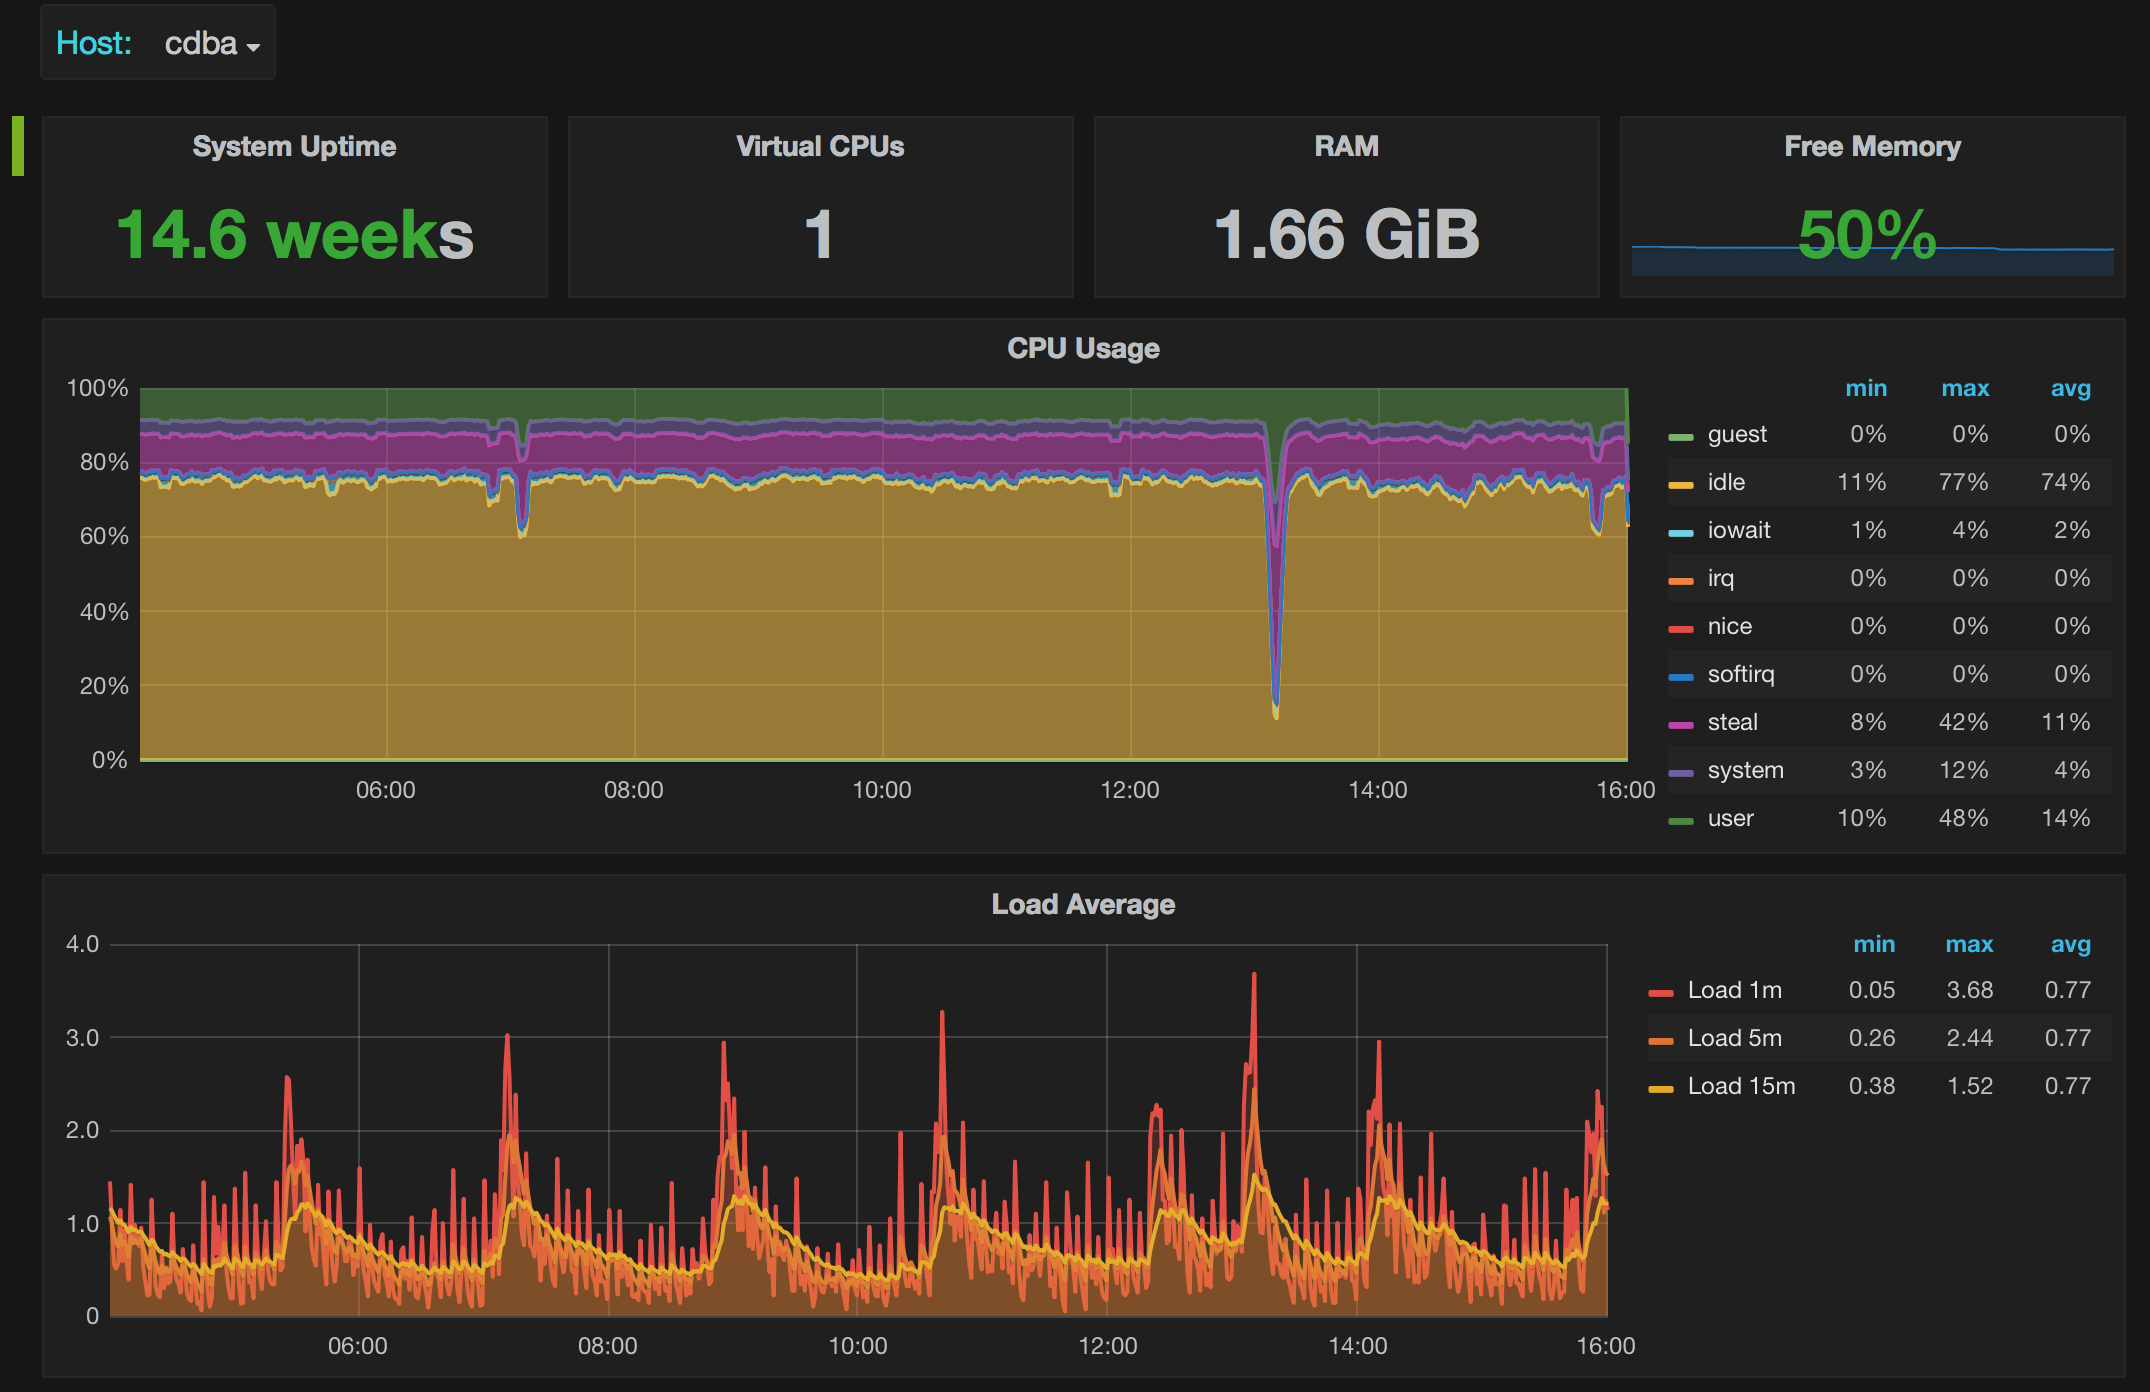 Host: cdba
System Uptime
14.6 weeks
Virtual CPUs
1
RAM
1.66 GiB
Free Memory
50%
CPU Usage
100%
80%
60%
40%
20%
0%
06:00 08:00 10:00 12:00 14:00 16:00
min max avg
guest 0% 0% 0%
idle 11% 77% 74%
iowait 1% 4% 2%
irq 0% 0% 0%
nice 0% 0% 0%
softirq 0% 0% 0%
steal 8% 42% 11%
system 3% 12% 4%
user 10% 48% 14%
Load Average
4.0
3.0
2.0
1.0
0
06:00 08:00 10:00 12:00 14:00 16:00
min max avg
Load 1m 0.05 3.68 0.77
Load 5m 0.26 2.44 0.77
Load 15m 0.38 1.52 0.77